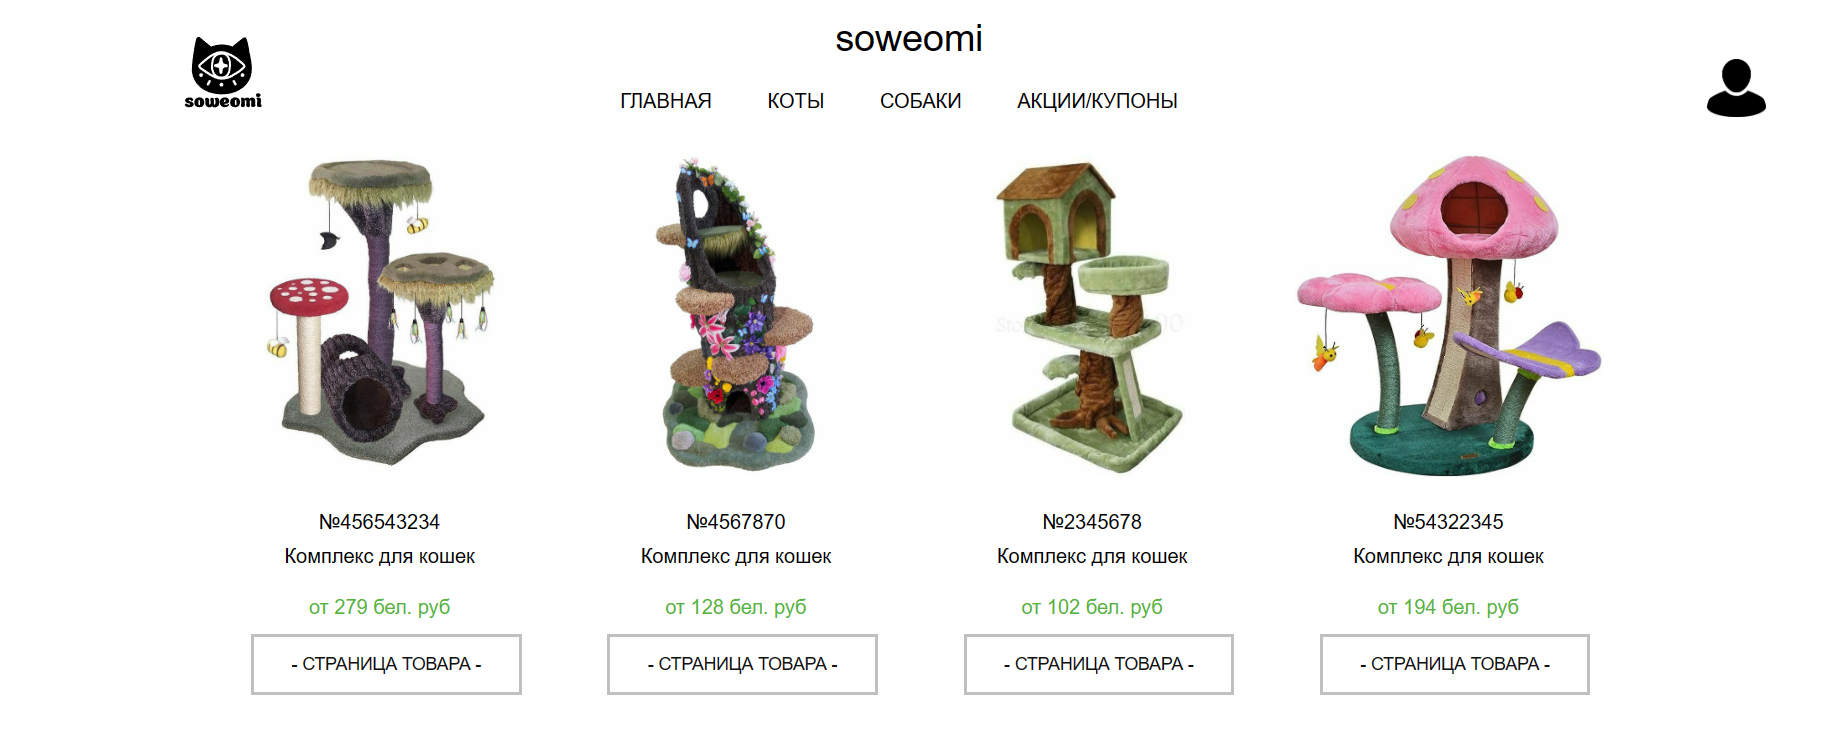 soweomi
soweomi
ГЛАВНАЯ КОТЫ СОБАКИ АКЦИИ/КУПОНЫ
№456543234
Комплекс для кошек
от 279 бел. руб
- СТРАНИЦА ТОВАРА -
№4567870
Комплекс для кошек
от 128 бел. руб
- СТРАНИЦА ТОВАРА -
№2345678
Комплекс для кошек
от 102 бел. руб
- СТРАНИЦА ТОВАРА -
№54322345
Комплекс для кошек
от 194 бел. руб
- СТРАНИЦА ТОВАРА -